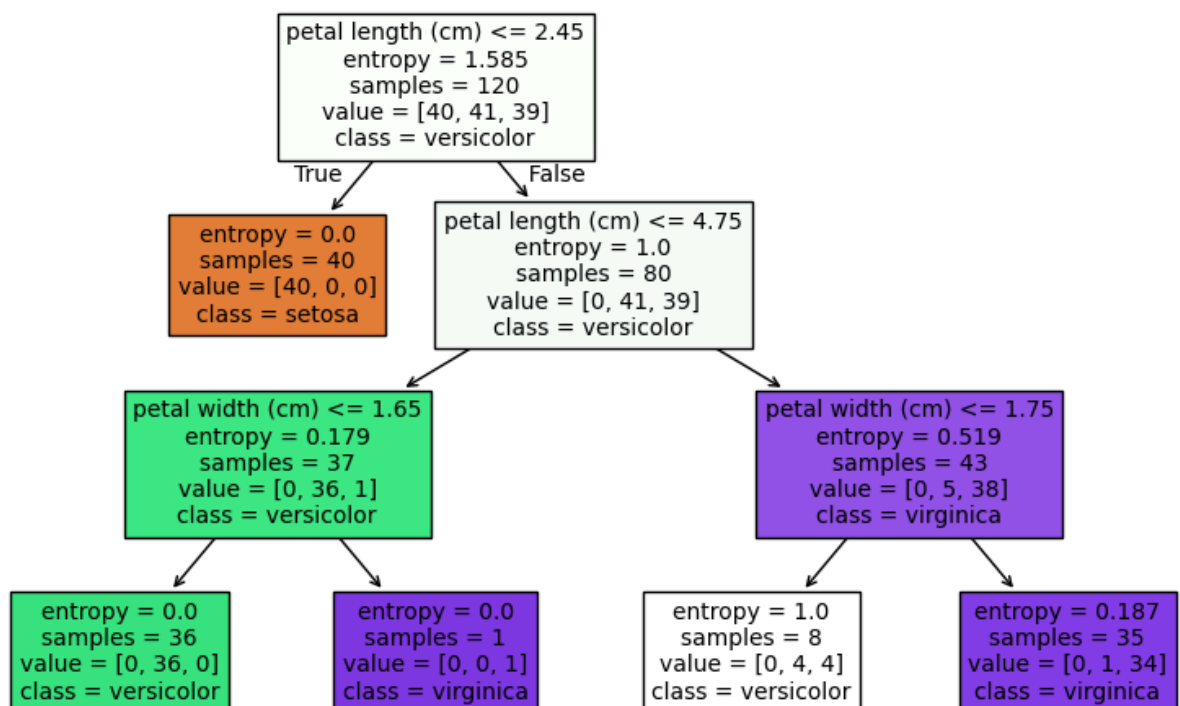 petal length (cm) <= 2.45
entropy = 1.585
samples = 120
value = [40, 41, 39]
class = versicolor
True
False
entropy = 0.0
samples = 40
value = [40, 0, 0]
class = setosa
petal length (cm) <= 4.75
entropy = 1.0
samples = 80
value = [0, 41, 39]
class = versicolor
petal width (cm) <= 1.65
entropy = 0.179
samples = 37
value = [0, 36, 1]
class = versicolor
petal width (cm) <= 1.75
entropy = 0.519
samples = 43
value = [0, 5, 38]
class = virginica
entropy = 0.0
samples = 36
value = [0, 36, 0]
class = versicolor
entropy = 0.0
samples = 1
value = [0, 0, 1]
class = virginica
entropy = 1.0
samples = 8
value = [0, 4, 4]
class = versicolor
entropy = 0.187
samples = 35
value = [0, 1, 34]
class = virginica